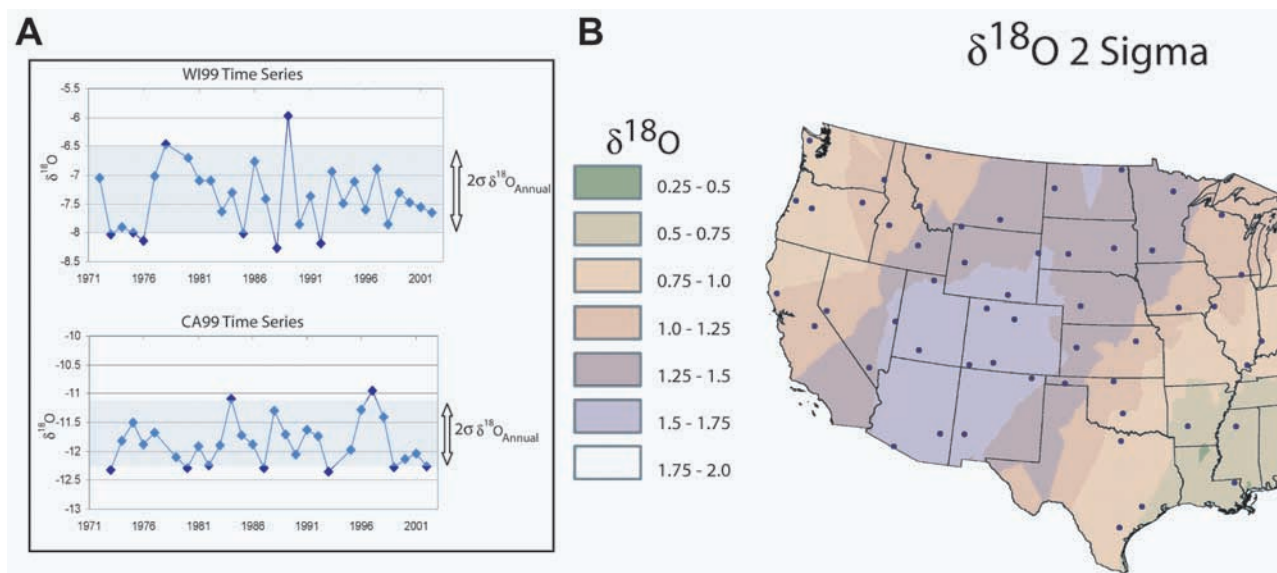 A
WI99 Time Series
-5.5
-6
-6.5
-7
-7.5
-8
-8.5
δ18O
1971 1976 1981 1986 1991 1996 2001
2σ δ18OAnnual
CA99 Time Series
-10
-10.5
-11
-11.5
-12
-12.5
-13
δ18O
1971 1976 1981 1986 1991 1996 2001
2σ δ18OAnnual
B
δ18O 2 Sigma
δ18O
0.25 - 0.5
0.5 - 0.75
0.75 - 1.0
1.0 - 1.25
1.25 - 1.5
1.5 - 1.75
1.75 - 2.0